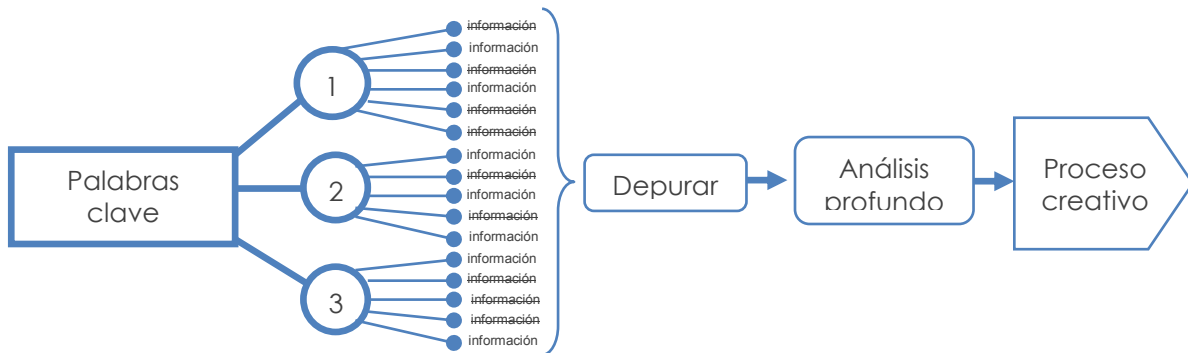 información
información
información
información
información
información
1
Palabras
clave
información
información
información
información
información
2
información
información
información
información
información
3
Depurar
Análisis
profundo
Proceso
creativo